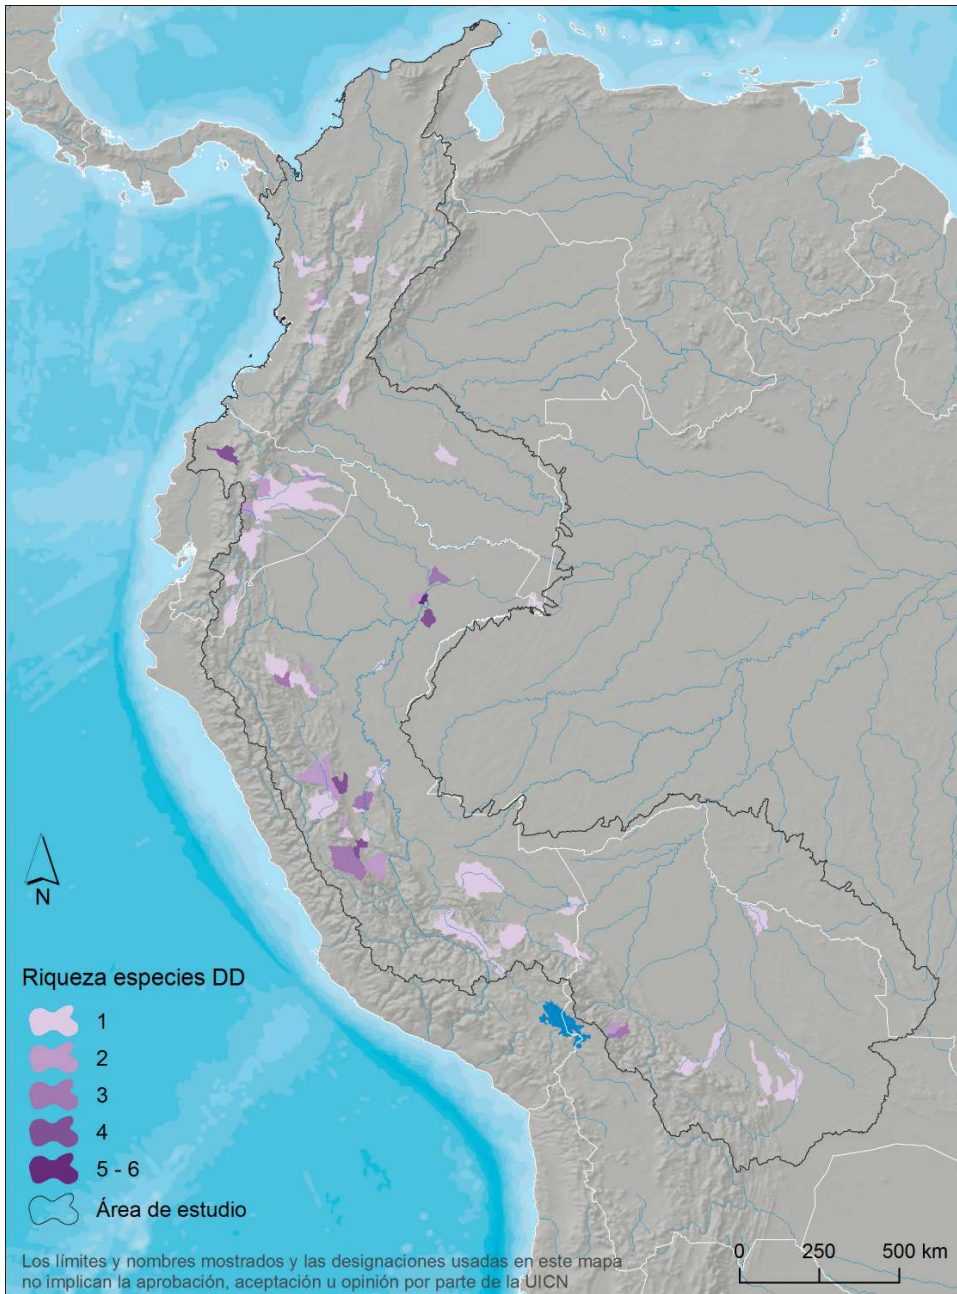 N
Riqueza especies DD
1
2
3
4
5 - 6
Área de estudio
Los límites y nombres mostrados y las designaciones usadas en este mapa
no implican la aprobación, aceptación u opinión por parte de la UICN
0 250 500 km